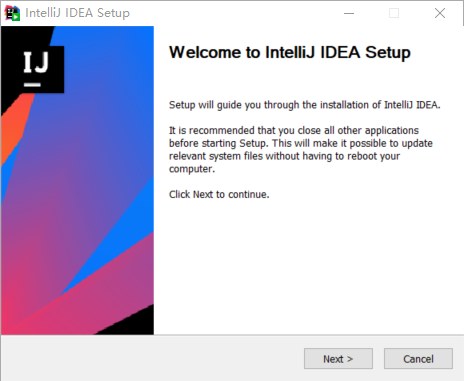 IntelliJ IDEA Setup
IJ
Welcome to IntelliJ IDEA Setup
Setup will guide you through the installation of IntelliJ IDEA.
It is recommended that you close all other applications
before starting Setup. This will make it possible to update
relevant system files without having to reboot your
computer.
Click Next to continue.
Next >
Cancel